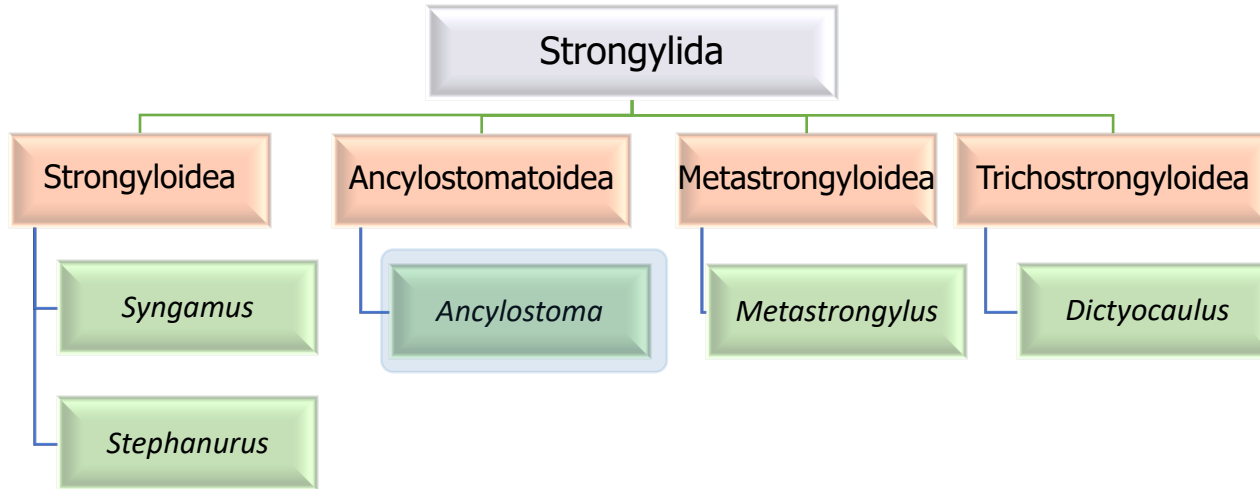 Strongylida
Strongyloidea
Ancylostomatoidea
Metastrongyloidea
Trichostrongyloidea
Syngamus
Ancylostoma
Metastrongylus
Dictyocaulus
Stephanurus